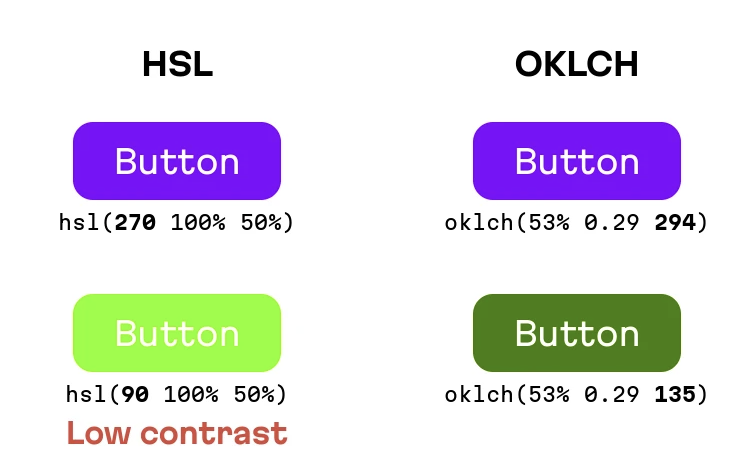 HSL
OKLCH
Button
Button
hsl(270 100% 50%)
oklch(53% 0.29 294)
Button
Button
hsl(90 100% 50%)
oklch(53% 0.29 135)
Low contrast